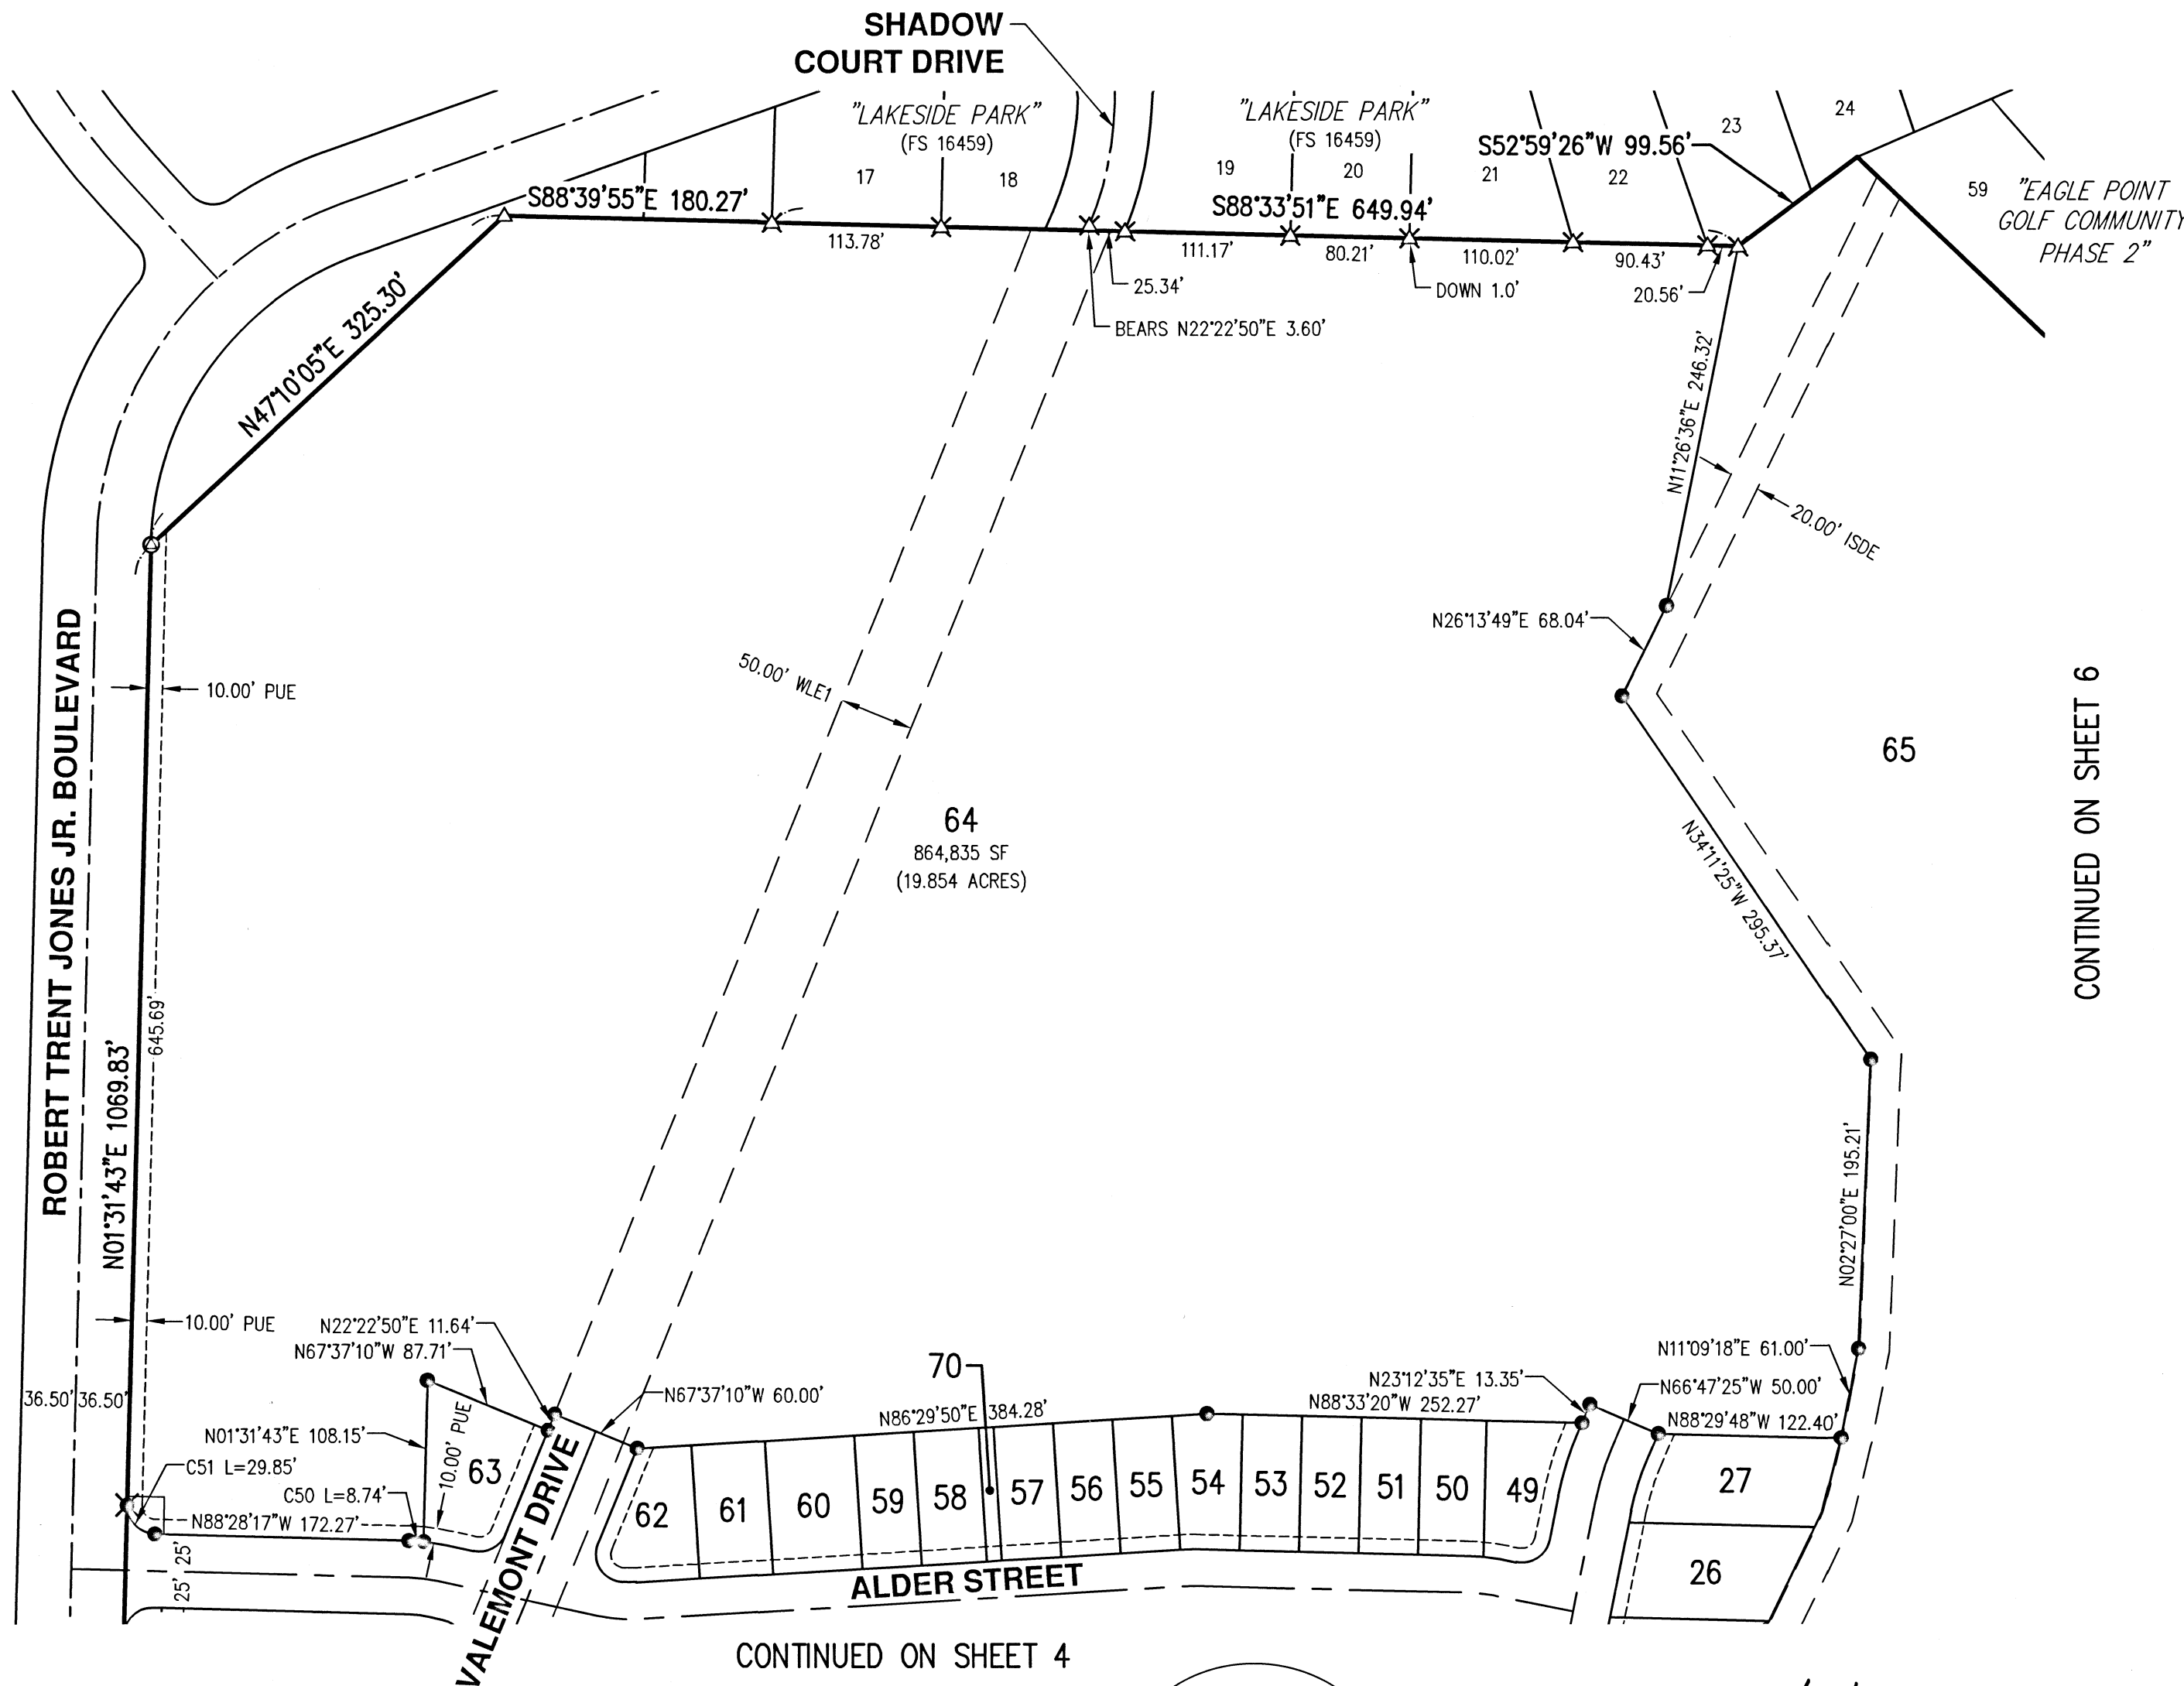 SHADOW
COURT DRIVE
"LAKESIDE PARK"
(FS 16459)
"LAKESIDE PARK"
(FS 16459)
17
18
19
20
21
22
23
24
59
"EAGLE POINT
GOLF COMMUNITY
PHASE 2"
S52°59'26"W 99.56'
S88°39'55"E 180.27'
S88°33'51"E 649.94'
113.78'
111.17'
80.21'
110.02'
90.43'
25.34'
20.56'
DOWN 1.0'
BEARS N22°22'50"E 3.60'
N47°10'05"E 325.30'
N11°26'36"E 246.32'
20.00' ISDE
N26°13'49"E 68.04'
10.00' PUE
50.00' WLE1
ROBERT TRENT JONES JR. BOULEVARD
65
CONTINUED ON SHEET 6
64
864,835 SF
(19.854 ACRES)
N34°11'25"W 295.37'
645.69'
N01°31'43"E 1069.83'
N02°27'00"E 195.21'
10.00' PUE
N22°22'50"E 11.64'
N67°37'10"W 87.71'
N67°37'10"W 60.00'
70
N86°29'50"E 384.28'
N88°33'20"W 252.27'
N23°12'35"E 13.35'
N11°09'18"E 61.00'
N66°47'25"W 50.00'
N88°29'48"W 122.40'
36.50'
36.50'
N01°31'43"E 108.15'
10.00' PUE
C51 L=29.85'
C50 L=8.74'
N88°28'17"W 172.27'
25'
25'
63
62
61
60
59
58
57
56
55
54
53
52
51
50
49
27
26
VALEMONT DRIVE
ALDER STREET
CONTINUED ON SHEET 4